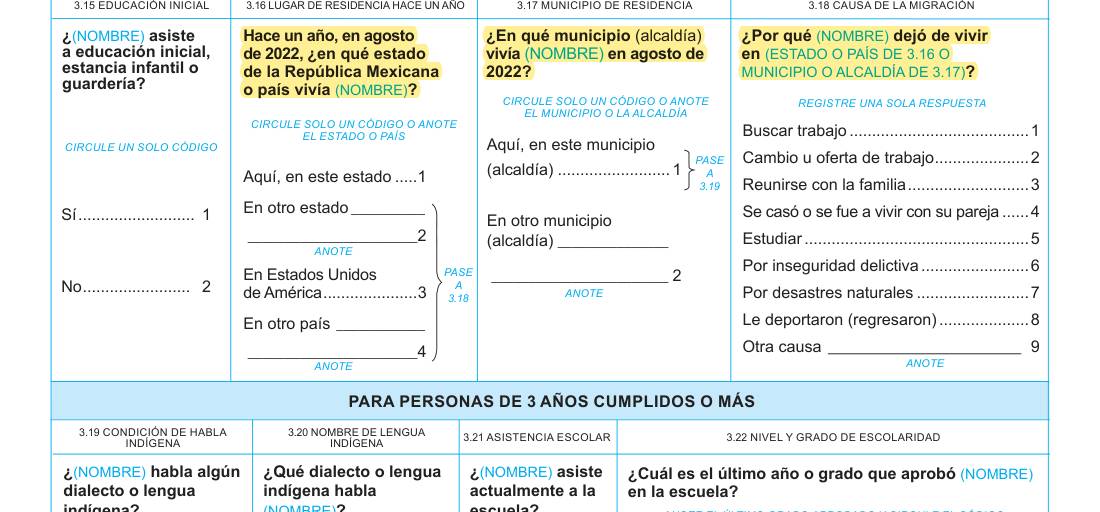 3.15 EDUCACIÓN INICIAL
¿(NOMBRE) asiste
a educación inicial,
estancia infantil o
guardería?
CIRCULE UN SOLO CÓDIGO
Sí.......................... 1
No........................ 2
3.16 LUGAR DE RESIDENCIA HACE UN AÑO
Hace un año, en agosto
de 2022, ¿en qué estado
de la República Mexicana
o país vivía (NOMBRE)?
CIRCULE SOLO UN CÓDIGO O ANOTE
EL ESTADO O PAÍS
Aquí, en este estado .....1
En otro estado _________
_____________________2
ANOTE
En Estados Unidos
de América.....................3
En otro país ___________
_____________________4
ANOTE
PASE
A
3.18
3.17 MUNICIPIO DE RESIDENCIA
¿En qué municipio (alcaldía)
vivía (NOMBRE) en agosto de
2022?
CIRCULE SOLO UN CÓDIGO O ANOTE
EL MUNICIPIO O LA ALCALDÍA
Aquí, en este municipio
(alcaldía) ......................... 1
PASE
A
3.19
En otro municipio
(alcaldía) ______________
______________________ 2
ANOTE
3.18 CAUSA DE LA MIGRACIÓN
¿Por qué (NOMBRE) dejó de vivir
en (ESTADO O PAÍS DE 3.16 O
MUNICIPIO O ALCALDÍA DE 3.17)?
REGISTRE UNA SOLA RESPUESTA
Buscar trabajo........................................1
Cambio u oferta de trabajo.....................2
Reunirse con la familia...........................3
Se casó o se fue a vivir con su pareja ......4
Estudiar ..................................................5
Por inseguridad delictiva ........................6
Por desastres naturales .........................7
Le deportaron (regresaron)....................8
Otra causa ________________________ 9
ANOTE
PARA PERSONAS DE 3 AÑOS CUMPLIDOS O MÁS
3.19 CONDICIÓN DE HABLA
INDÍGENA
¿(NOMBRE) habla algún
dialecto o lengua
indígena?
3.20 NOMBRE DE LENGUA
INDÍGENA
¿Qué dialecto o lengua
indígena habla
(NOMBRE)?
3.21 ASISTENCIA ESCOLAR
¿(NOMBRE) asiste
actualmente a la
escuela?
3.22 NIVEL Y GRADO DE ESCOLARIDAD
¿Cuál es el último año o grado que aprobó (NOMBRE)
en la escuela?